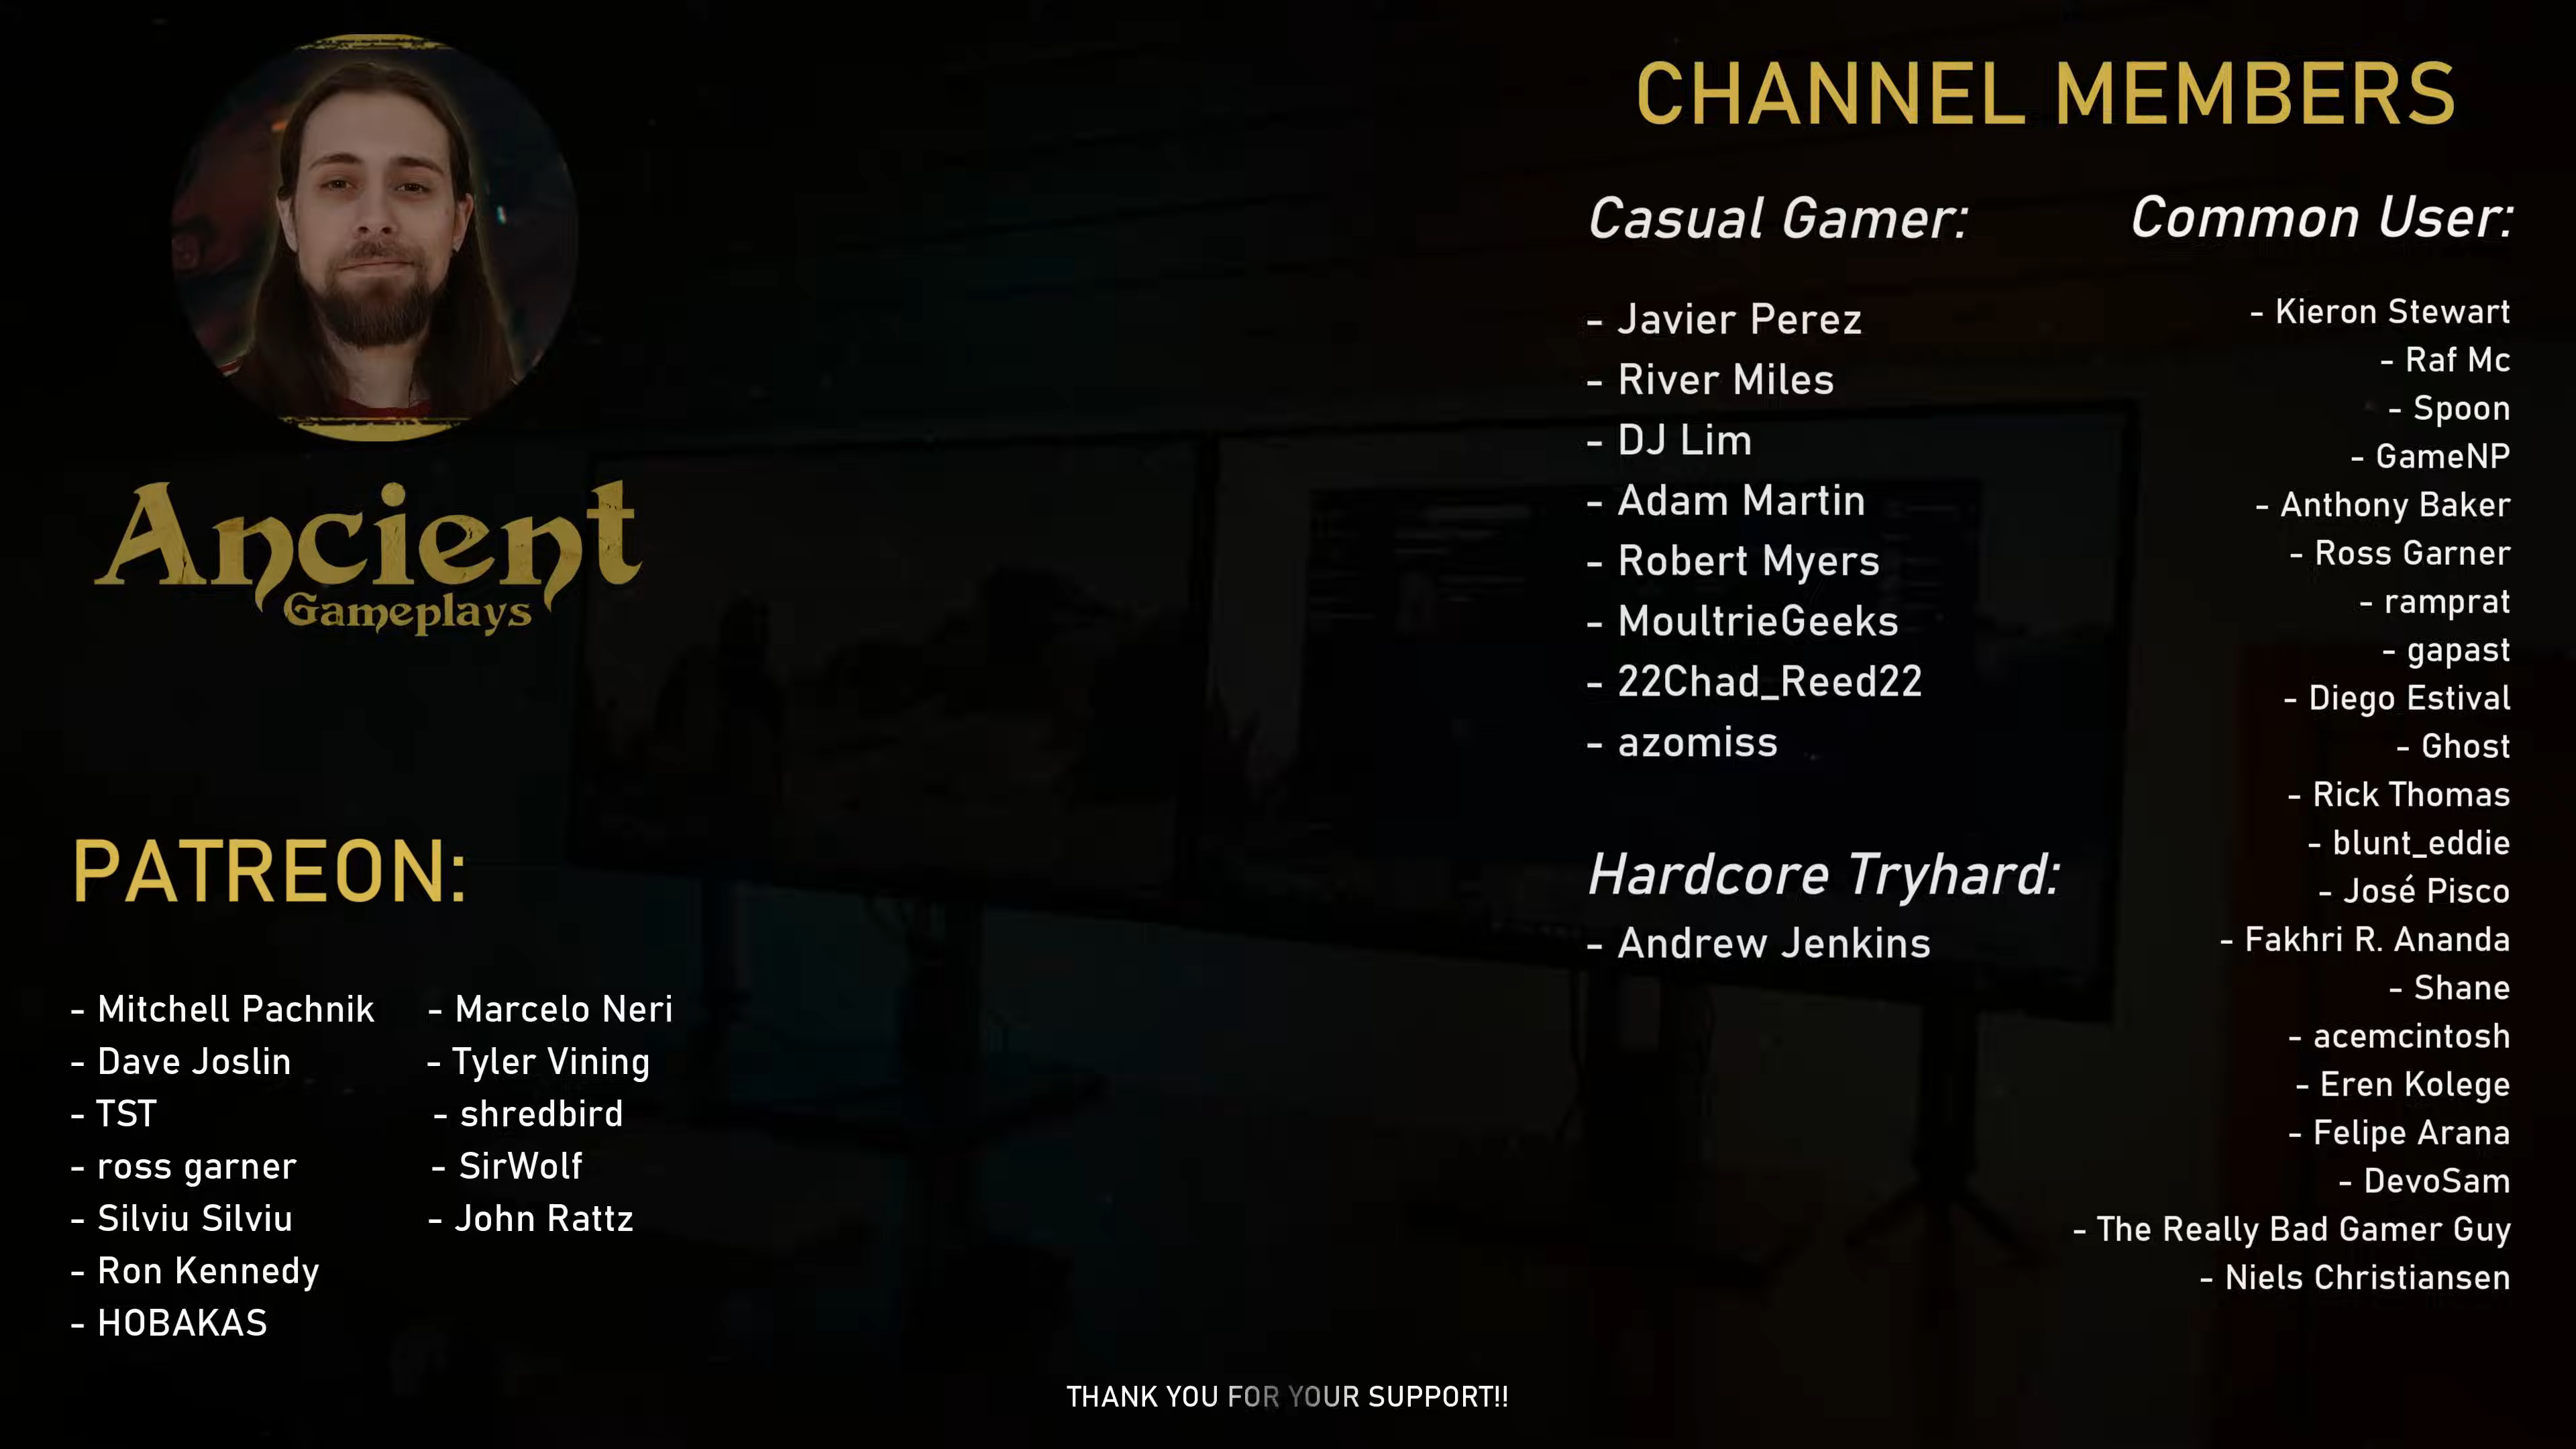 Ancient
Gameplays
PATREON:
- Mitchell Pachnik
- Dave Joslin
- TST
- ross garner
- Silviu Silviu
- Ron Kennedy
- HOBAKAS
- Marcelo Neri
- Tyler Vining
- shredbird
- SirWolf
- John Rattz
CHANNEL MEMBERS
Casual Gamer:
- Javier Perez
- River Miles
- DJ Lim
- Adam Martin
- Robert Myers
- MoultrieGeeks
- 22Chad_Reed22
- azomiss
Hardcore Tryhard:
- Andrew Jenkins
Common User:
- Kieron Stewart
- Raf Mc
- Spoon
- GameNP
- Anthony Baker
- Ross Garner
- ramprat
- gapast
- Diego Estival
- Ghost
- Rick Thomas
- blunt_eddie
- José Pisco
- Fakhri R. Ananda
- Shane
- acemcintosh
- Eren Kolege
- Felipe Arana
- DevoSam
- The Really Bad Gamer Guy
- Niels Christiansen
THANK YOU FOR YOUR SUPPORT!!